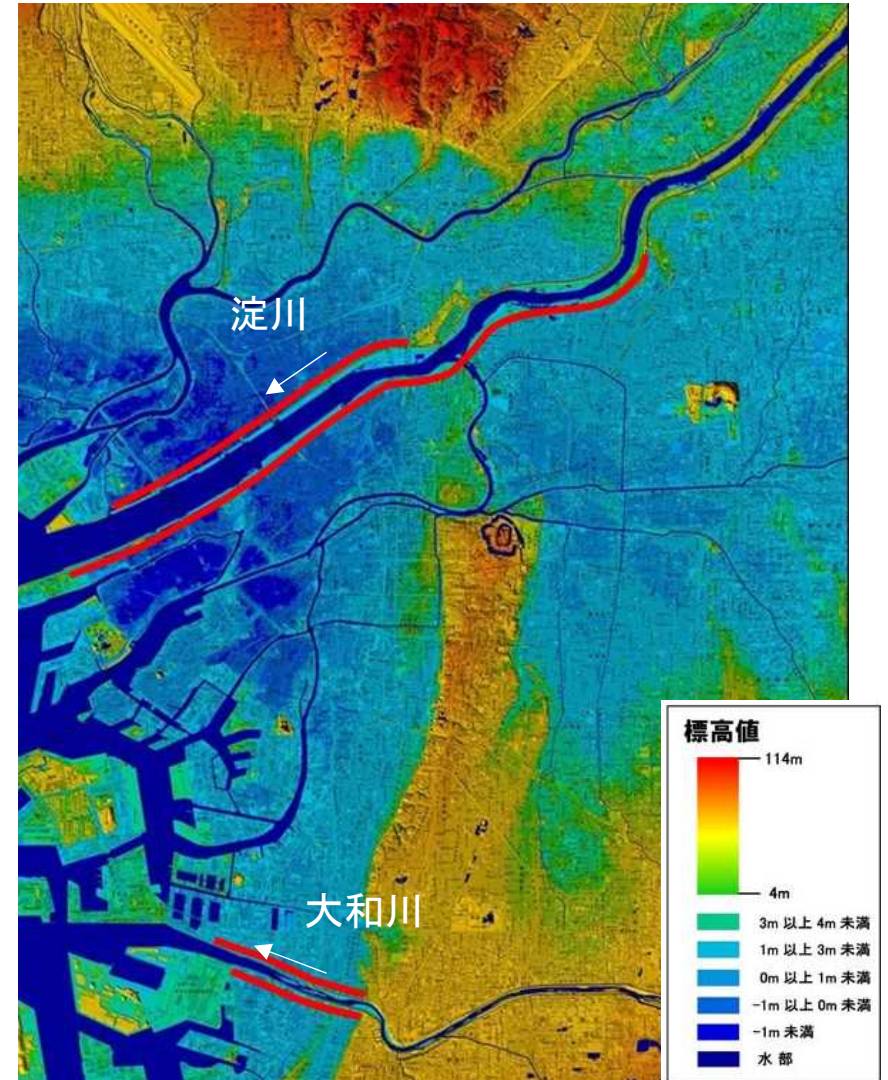 淀川
大和川
標高値
114m
4m
3m 以上 4m 未満
1m 以上 3m 未満
0m 以上 1m 未満
-1m 以上 0m 未満
-1m 未満
水 部